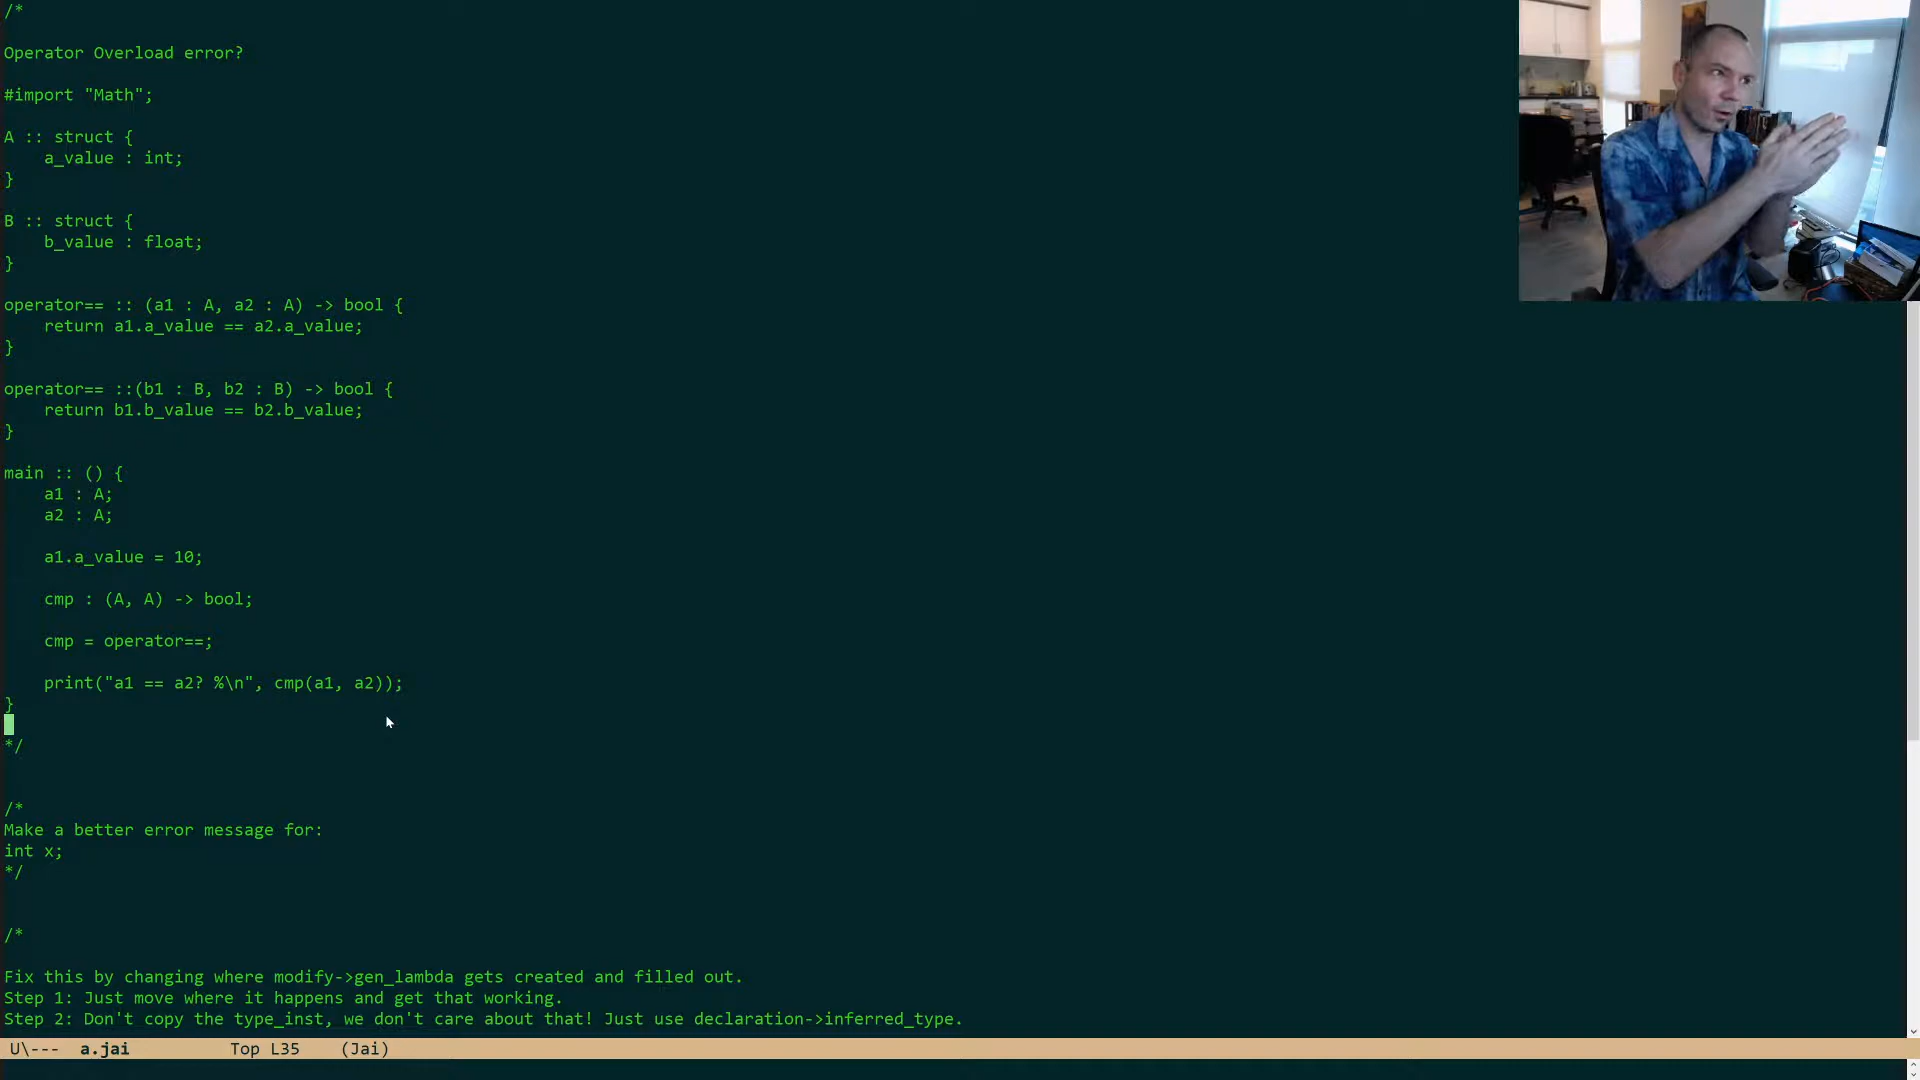 /*
Operator Overload error?
#import "Math";
A :: struct {
    a_value : int;
}
B :: struct {
    b_value : float;
}
operator== :: (a1 : A, a2 : A) -> bool {
    return a1.a_value == a2.a_value;
}
operator== ::(b1 : B, b2 : B) -> bool {
    return b1.b_value == b2.b_value;
}
main :: () {
    a1 : A;
    a2 : A;
    a1.a_value = 10;
    cmp : (A, A) -> bool;
    cmp = operator==;
    print("a1 == a2? %\n", cmp(a1, a2));
}
*/
/*
Make a better error message for:
int x;
*/
/*
Fix this by changing where modify->gen_lambda gets created and filled out.
Step 1: Just move where it happens and get that working.
Step 2: Don't copy the type_inst, we don't care about that! Just use declaration->inferred_type.
U\---  a.jai          Top L35    (Jai)